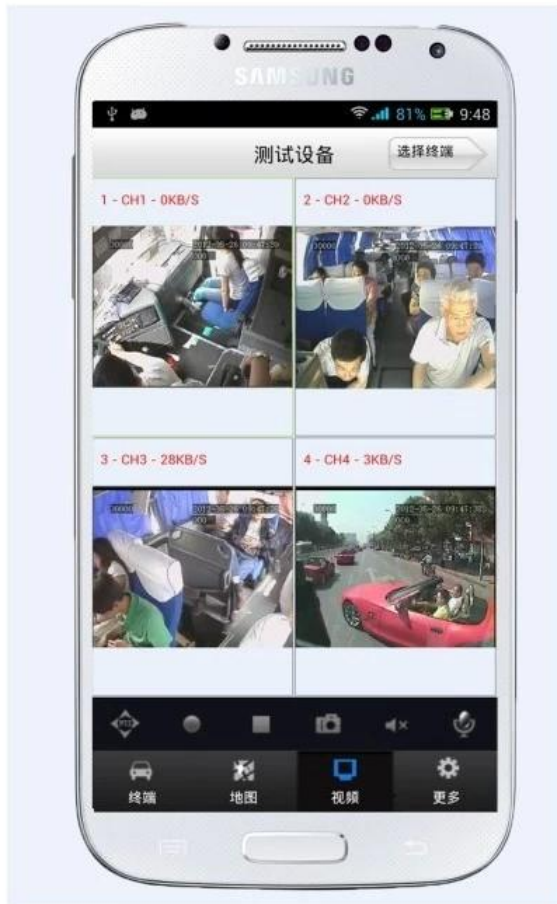 SAMSUNG
81% 9:48
测试设备
选择终端
1 - CH1 - 0KB/S
2 - CH2 - 0KB/S
3 - CH3 - 28KB/S
4 - CH4 - 3KB/S
终端
地图
视频
更多